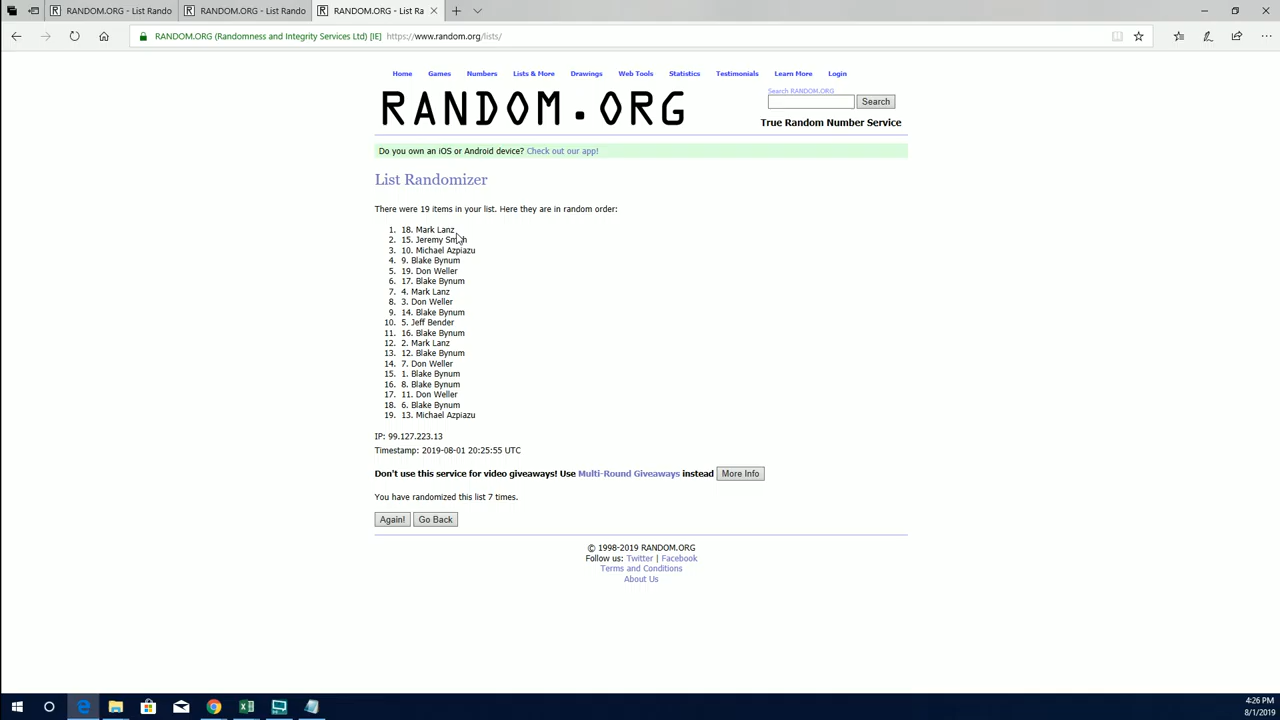 RANDOM.ORG - List Rando
RANDOM.ORG - List Rando
RANDOM.ORG - List Ra
RANDOM.ORG (Randomness and Integrity Services Ltd) [IE] https://www.random.org/lists/
Home Games Numbers Lists & More Drawings Web Tools Statistics Testimonials Learn More Login
RANDOM.ORG
Search RANDOM.ORG
Search
True Random Number Service
Do you own an iOS or Android device? Check out our app!
List Randomizer
There were 19 items in your list. Here they are in random order:
1. 18. Mark Lanz
2. 15. Jeremy Smith
3. 10. Michael Azpiazu
4. 9. Blake Bynum
5. 19. Don Weller
6. 17. Blake Bynum
7. 4. Mark Lanz
8. 3. Don Weller
9. 14. Blake Bynum
10. 5. Jeff Bender
11. 16. Blake Bynum
12. 2. Mark Lanz
13. 12. Blake Bynum
14. 7. Don Weller
15. 1. Blake Bynum
16. 8. Blake Bynum
17. 11. Don Weller
18. 6. Blake Bynum
19. 13. Michael Azpiazu
IP: 99.127.223.13
Timestamp: 2019-08-01 20:25:55 UTC
Don't use this service for video giveaways! Use Multi-Round Giveaways instead More Info
You have randomized this list 7 times.
Again! Go Back
© 1998-2019 RANDOM.ORG
Follow us: Twitter | Facebook
Terms and Conditions
About Us
4:26 PM
8/1/2019